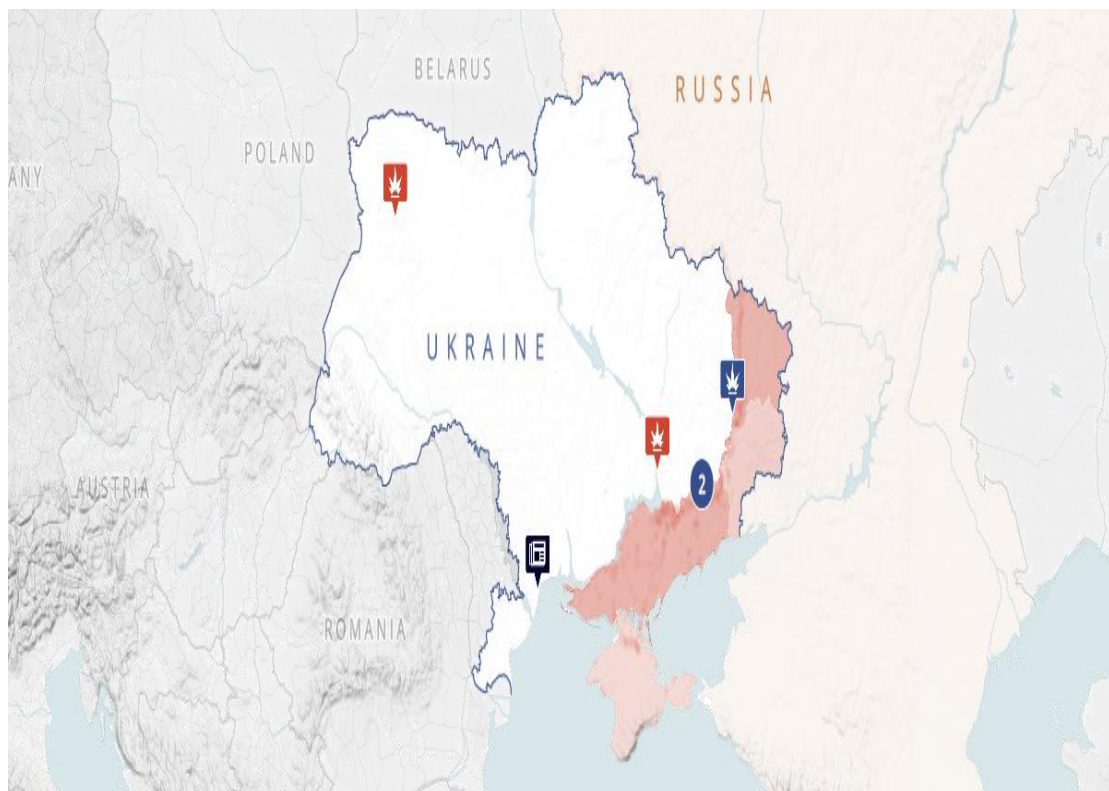 BELARUS
RUSSIA
POLAND
ANY
UKRAINE
2
AUSTRIA
ROMANIA